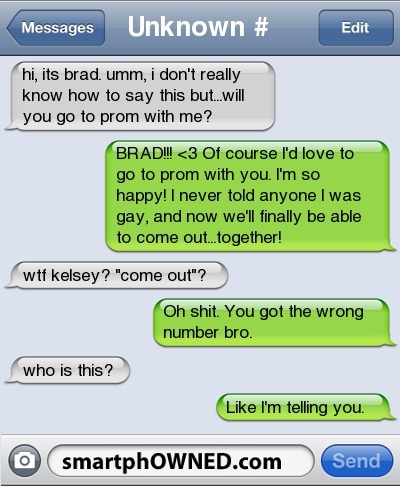 Messages
Unknown #
Edit
hi, its brad. umm, i don't really
know how to say this but...will
you go to prom with me?
BRAD!!! <3 Of course I'd love to
go to prom with you. I'm so
happy! I never told anyone I was
gay, and now we'll finally be able
to come out...together!
wtf kelsey? "come out"?
Oh shit. You got the wrong
number bro.
who is this?
Like I'm telling you.
smartphOWNED.com
Send